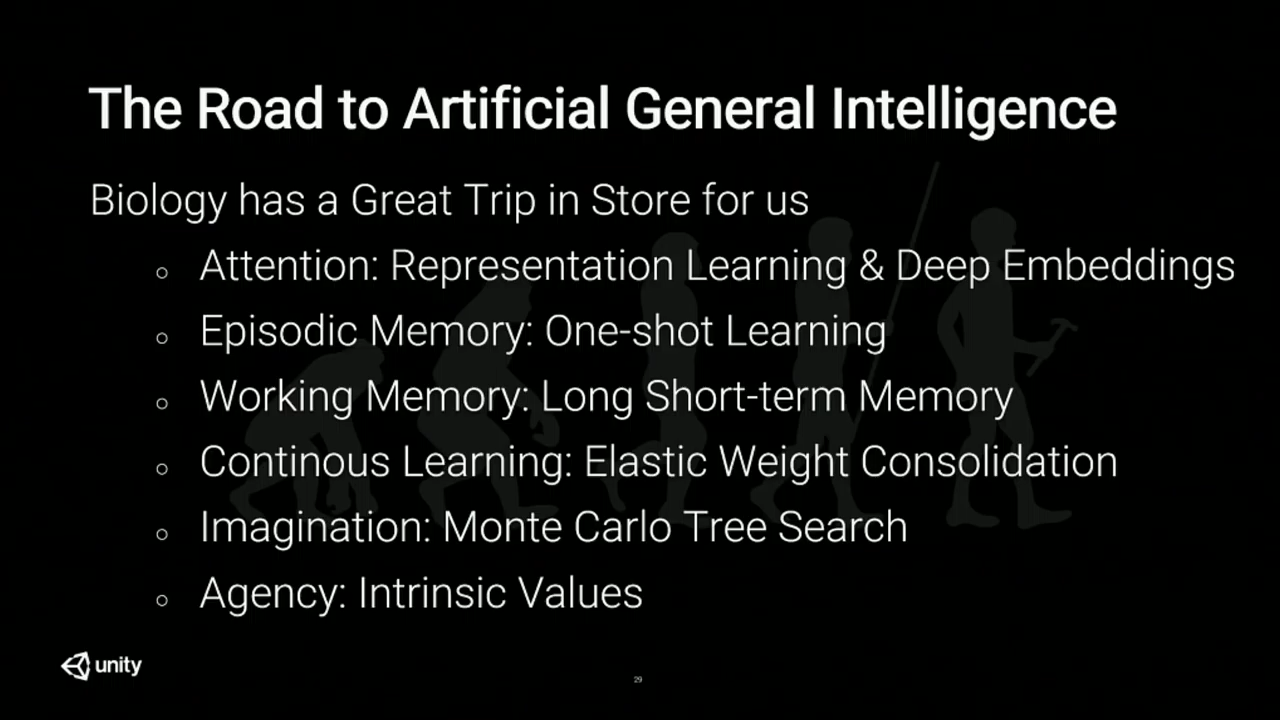 The Road to Artificial General Intelligence
Biology has a Great Trip in Store for us
Attention: Representation Learning & Deep Embeddings
Episodic Memory: One-shot Learning
Working Memory: Long Short-term Memory
Continous Learning: Elastic Weight Consolidation
Imagination: Monte Carlo Tree Search
Agency: Intrinsic Values
unity
29